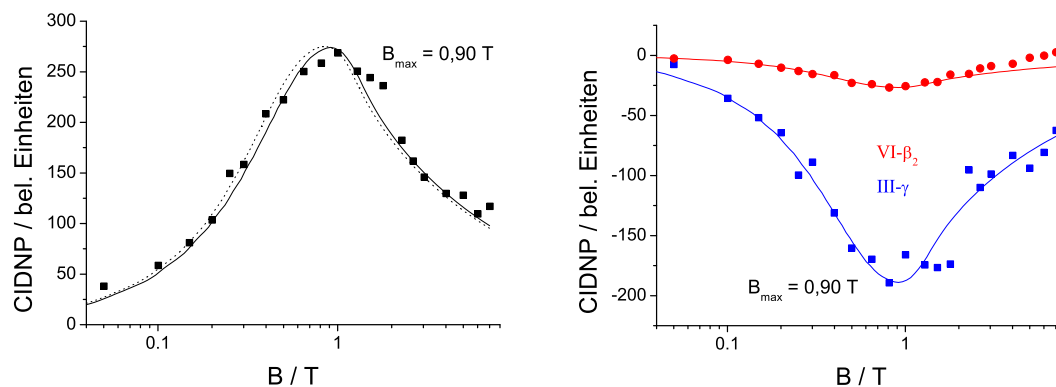 300
250
200
150
100
50
0
CIDNP / bel. Einheiten
B_max = 0,90 T
0.1
1
B / T
0
-50
-100
-150
-200
CIDNP / bel. Einheiten
VI-β₂
III-γ
B_max = 0,90 T
0.1
1
B / T